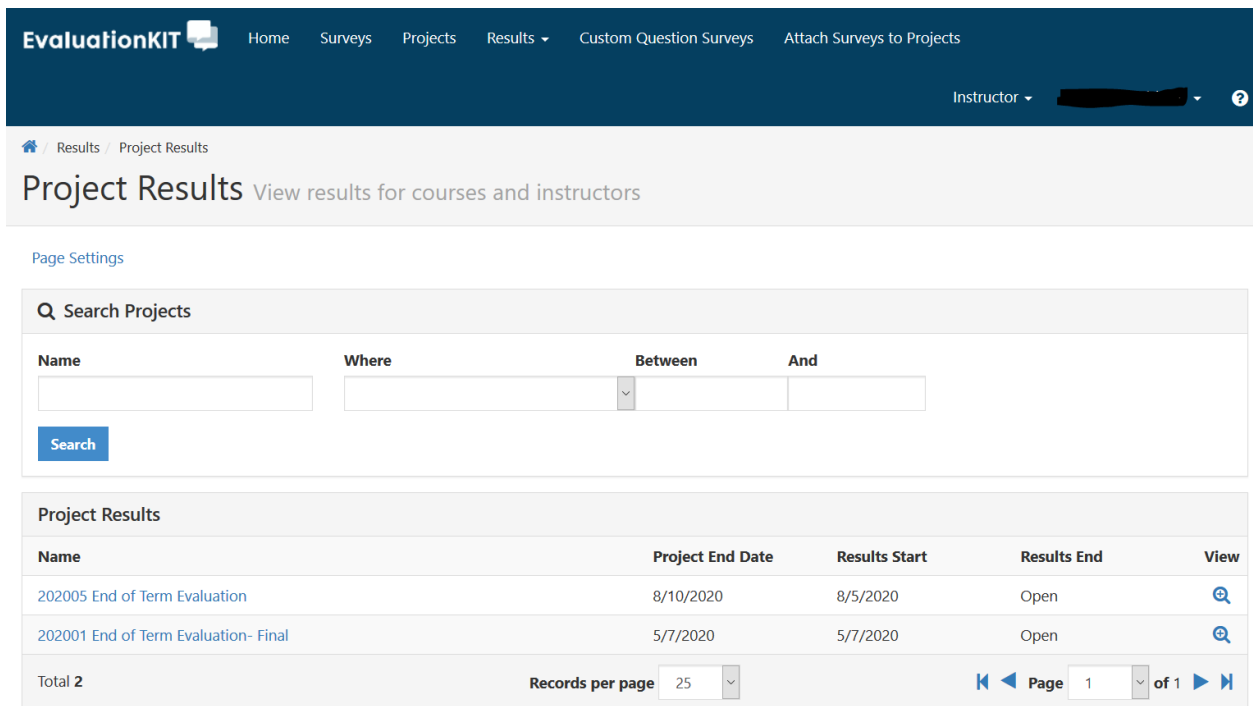 EvaluationKIT Home Surveys Projects Results Custom Question Surveys Attach Surveys to Projects
Instructor
/ Results / Project Results
Project Results View results for courses and instructors
Page Settings
Search Projects
Name Where Between And
Search
Project Results
Name Project End Date Results Start Results End View
202005 End of Term Evaluation 8/10/2020 8/5/2020 Open
202001 End of Term Evaluation- Final 5/7/2020 5/7/2020 Open
Total 2 Records per page 25 Page 1 of 1